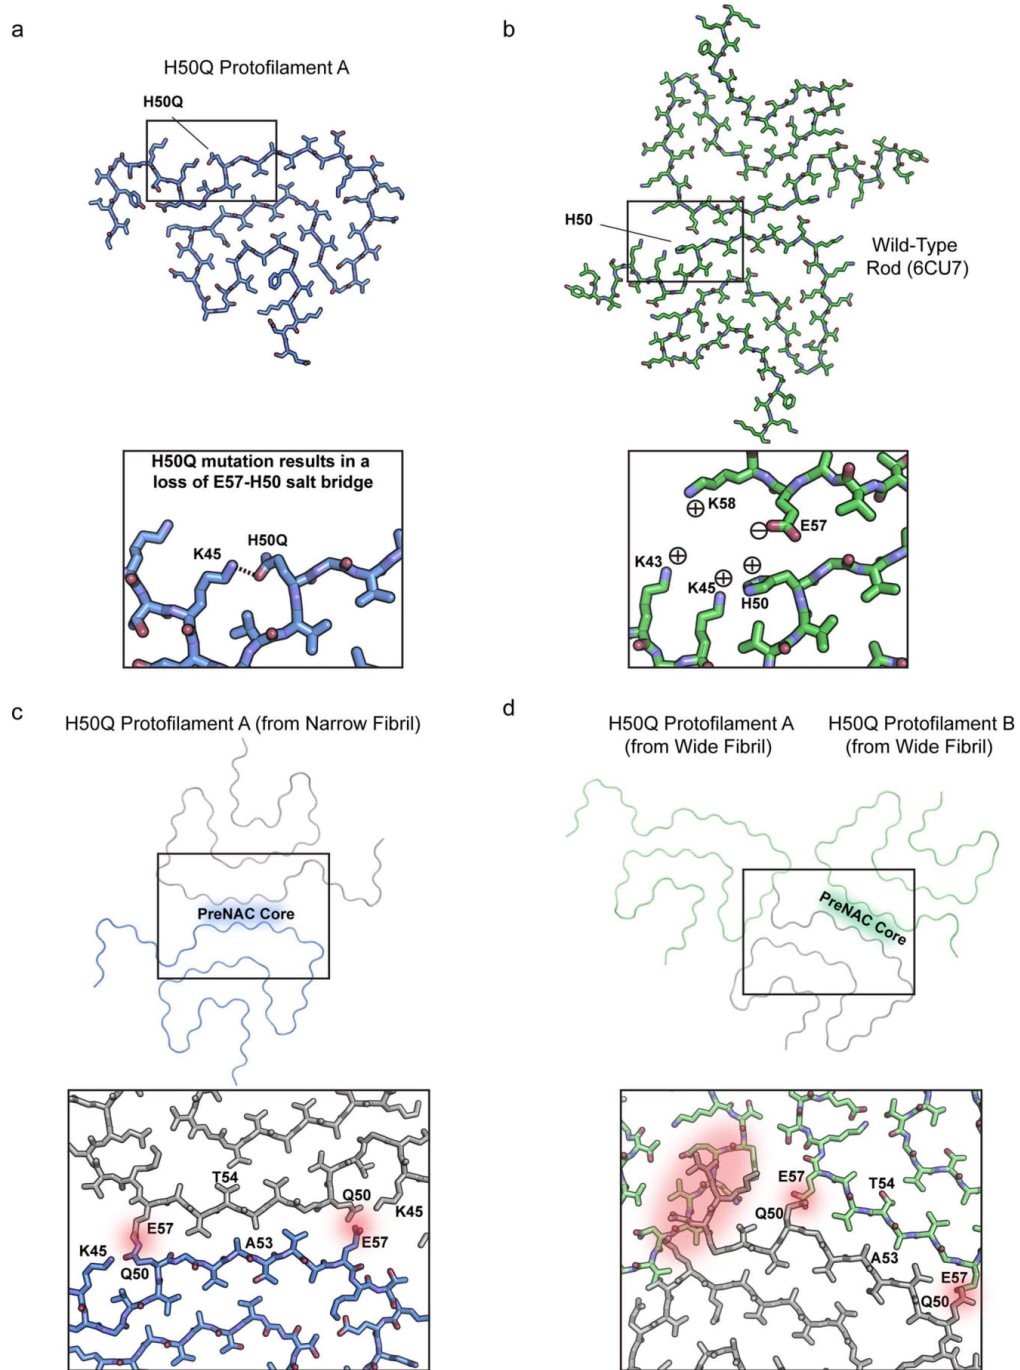 a
H50Q Protofilament A
H50Q
H50Q mutation results in a
loss of E57-H50 salt bridge
K45
H50Q
b
H50
Wild-Type
Rod (6CU7)
K58
E57
K43
K45
H50
c
H50Q Protofilament A (from Narrow Fibril)
PreNAC Core
T54
Q50
K45
E57
K45
A53
E57
Q50
d
H50Q Protofilament A
(from Wide Fibril)
H50Q Protofilament B
(from Wide Fibril)
PreNAC Core
E57
T54
Q50
A53
E57
Q50